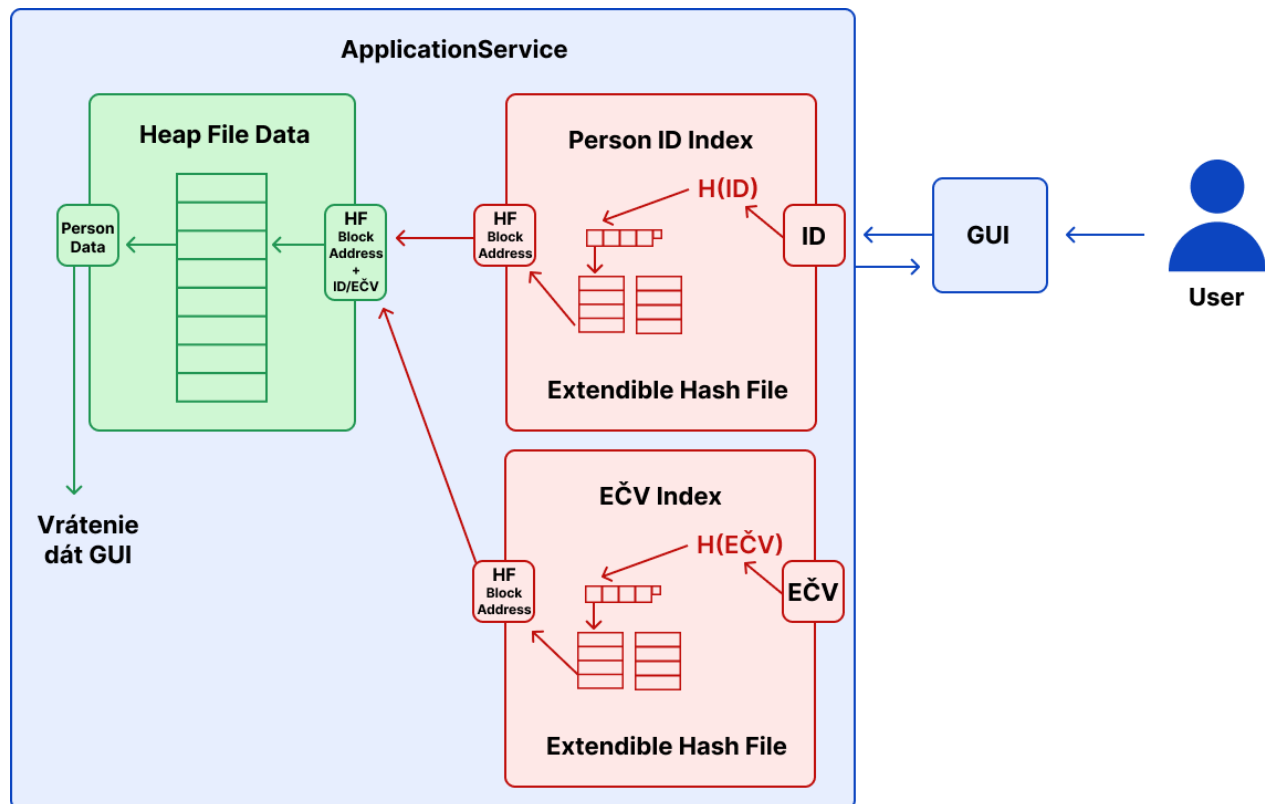 ApplicationService
Heap File Data
Person
Data
HF
Block
Address
+
ID/EČV
Vrátenie
dát GUI
Person ID Index
H(ID)
HF
Block
Address
ID
Extendible Hash File
EČV Index
H(EČV)
HF
Block
Address
EČV
Extendible Hash File
GUI
User